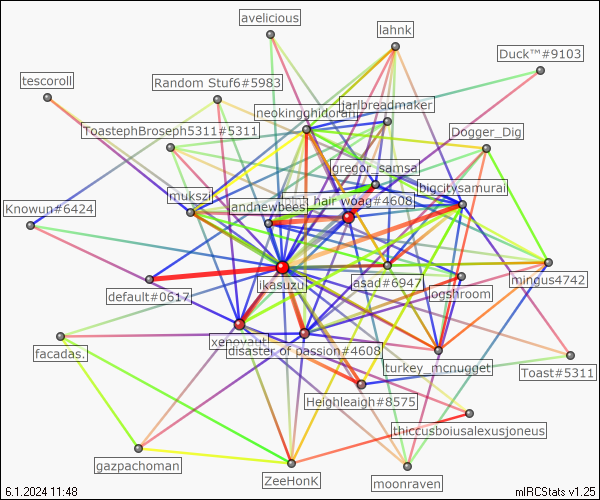 avelicious
lahnk
Duck™#9103
tescoroll
Random Stuf6#5983
neokingghidorah
jarlbreadmaker
ToastephBroseph5311#5311
Dogger_Dig
gregor_samsa
mukszi
bigcitysamurai
Knowun#6424
andnewbees
hair woag#4608
ikasuzu
asad#6947
mingus4742
default#0617
ogshroom
xenovaut
disaster of passion#4608
facadas.
turkey_mcnugget
Toast#5311
Heighleaigh#8575
thiccusboiusalexusjoneus
gazpachoman
ZeeHonK
moonraven
6.1.2024 11:48
mIRCStats v1.25